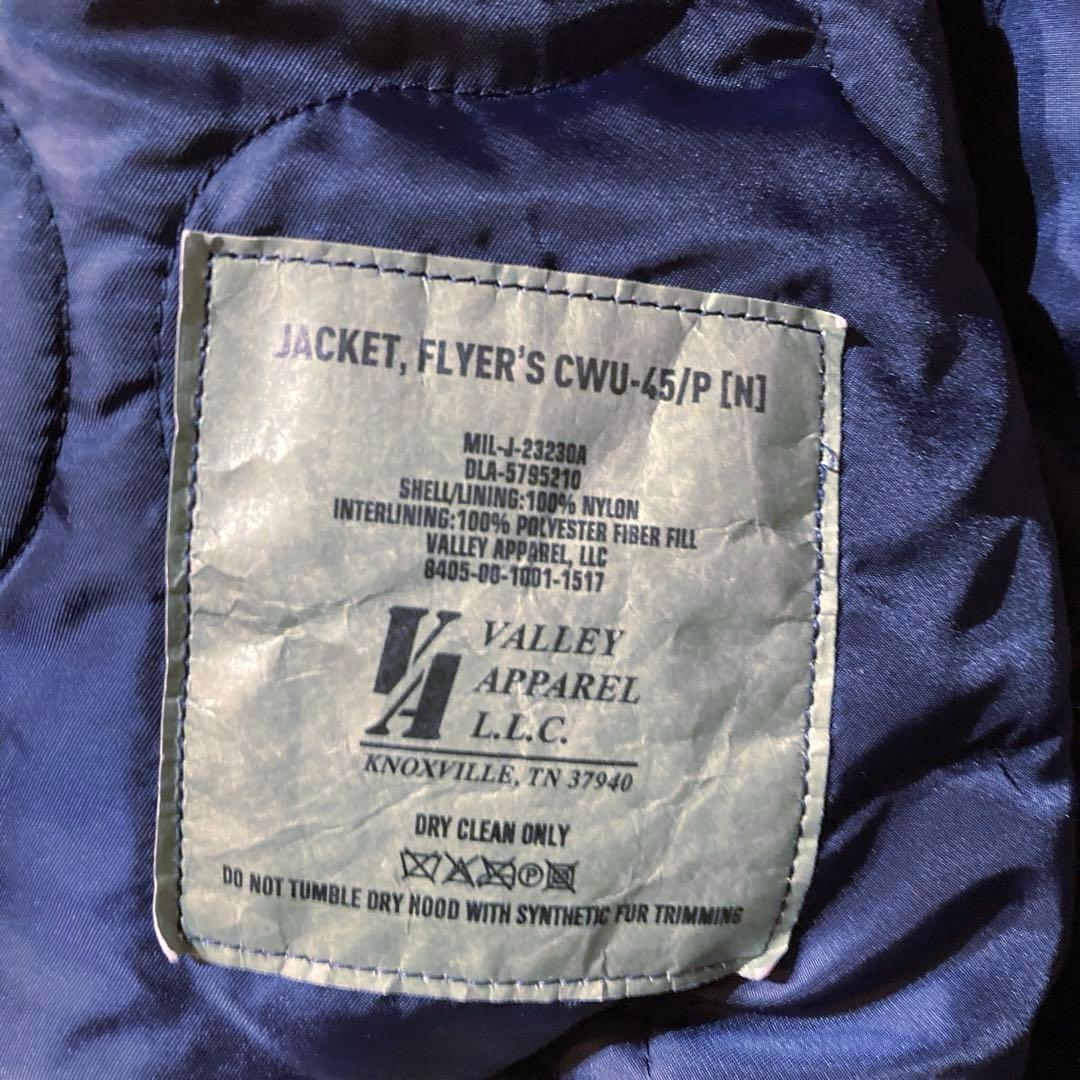 JACKET, FLYER'S CWU-45/P [N]
MIL-J-23230A
DLA-5795210
SHELL/LINING:100% NYLON
INTERLINING:100% POLYESTER FIBER FILL
VALLEY APPAREL, LLC
8405-00-1001-1517
VA
VALLEY
APPAREL
L.L.C.
KNOXVILLE, TN 37940
DRY CLEAN ONLY
P
DO NOT TUMBLE DRY HOOD WITH SYNTHETIC FUR TRIMMING